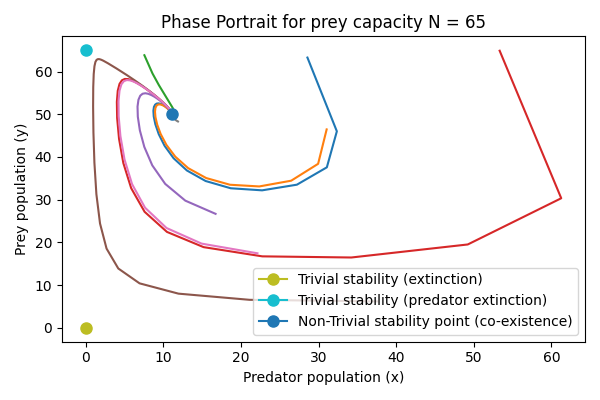 Phase Portrait for prey capacity N = 65
Prey population (y)
60
50
40
30
20
10
0
Trivial stability (extinction)
Trivial stability (predator extinction)
Non-Trivial stability point (co-existence)
0 10 20 30 40 50 60
Predator population (x)